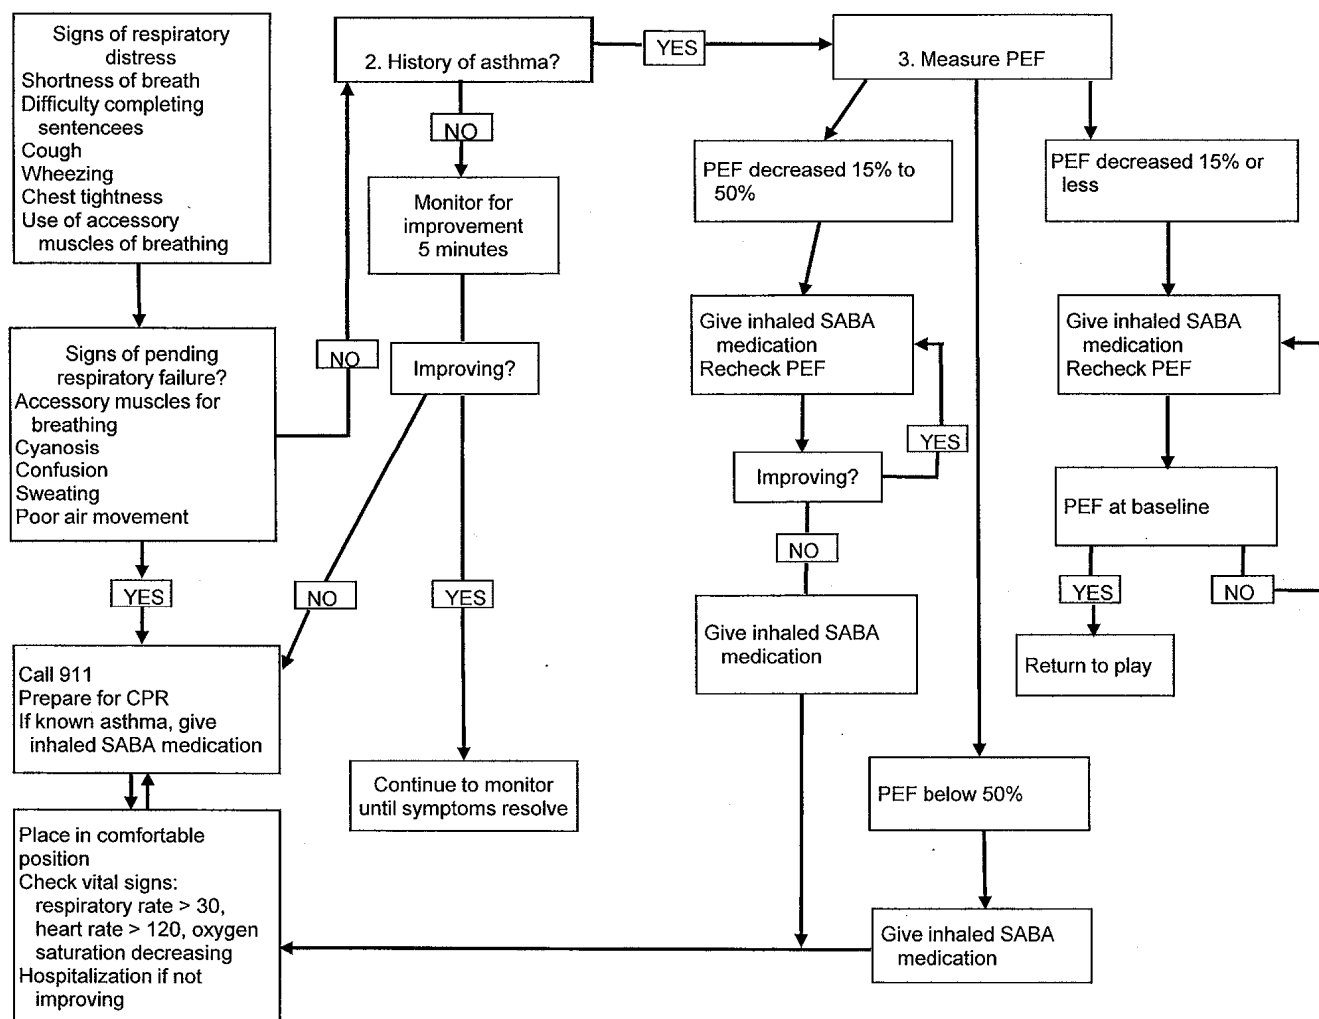 Signs of respiratory
distress
Shortness of breath
Difficulty completing
sentencees
Cough
Wheezing
Chest tightness
Use of accessory
muscles of breathing
Signs of pending
respiratory failure?
Accessory muscles for
breathing
Cyanosis
Confusion
Sweating
Poor air movement
YES
NO
Call 911
Prepare for CPR
If known asthma, give
inhaled SABA medication
Place in comfortable
position
Check vital signs:
respiratory rate > 30,
heart rate > 120, oxygen
saturation decreasing
Hospitalization if not
improving
2. History of asthma?
NO
Monitor for
improvement
5 minutes
Improving?
NO
YES
Continue to monitor
until symptoms resolve
YES
3. Measure PEF
PEF decreased 15% to
50%
Give inhaled SABA
medication
Recheck PEF
YES
Improving?
NO
Give inhaled SABA
medication
PEF below 50%
Give inhaled SABA
medication
PEF decreased 15% or
less
Give inhaled SABA
medication
Recheck PEF
PEF at baseline
YES
NO
Return to play